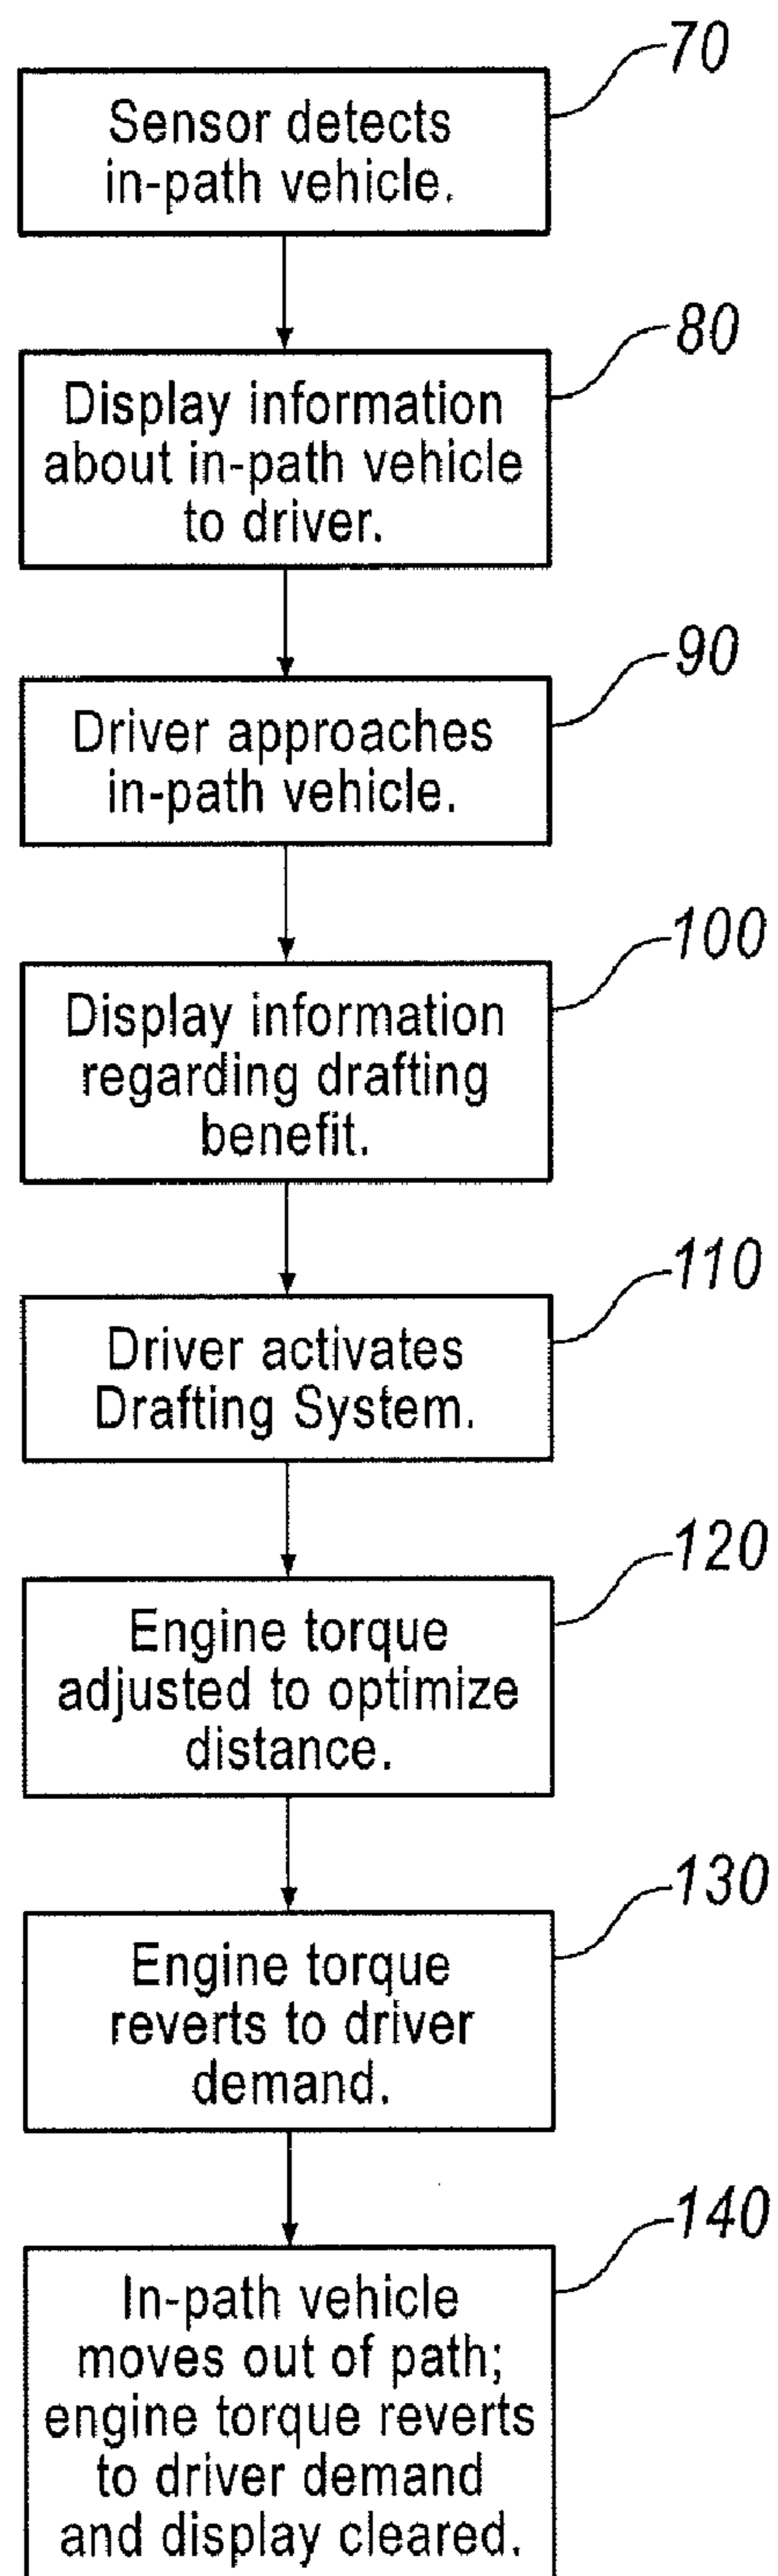 70
Sensor detects
in-path vehicle.
80
Display information
about in-path vehicle
to driver.
90
Driver approaches
in-path vehicle.
100
Display information
regarding drafting
benefit.
110
Driver activates
Drafting System.
120
Engine torque
adjusted to optimize
distance.
130
Engine torque
reverts to driver
demand.
140
In-path vehicle
moves out of path;
engine torque reverts
to driver demand
and display cleared.